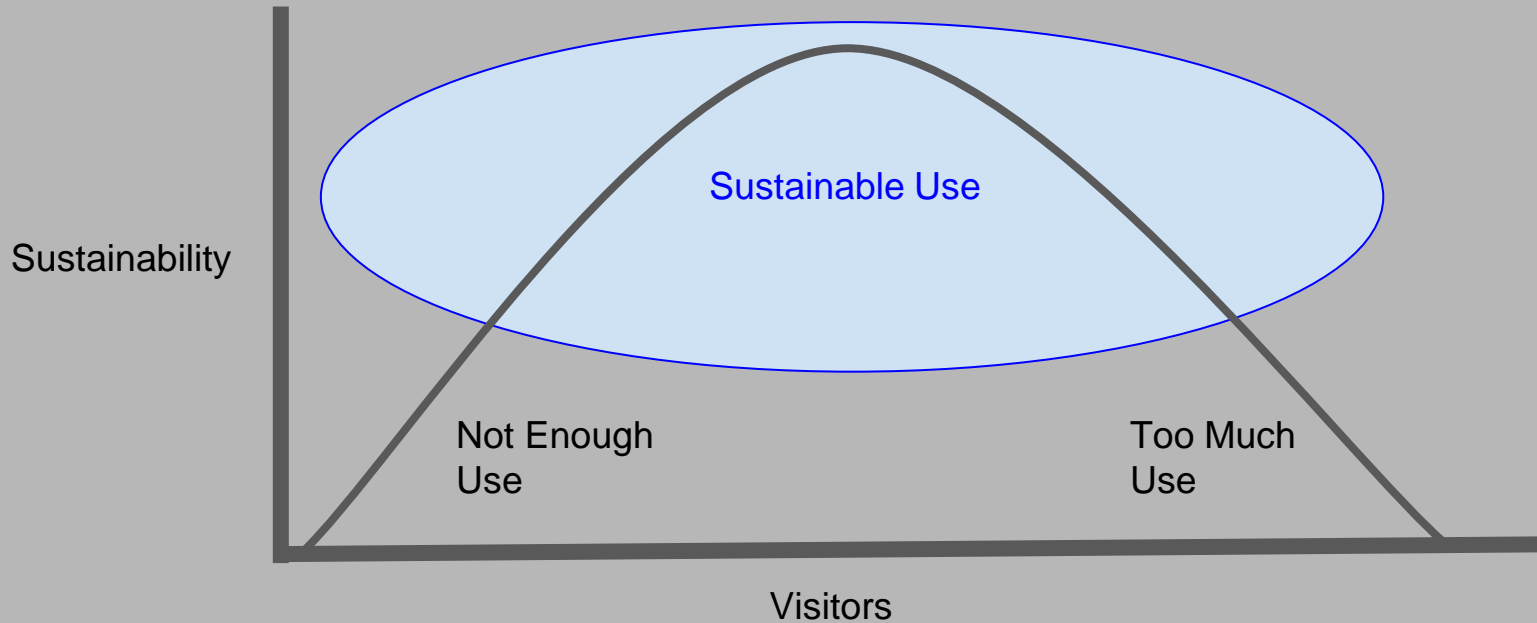 Sustainable Use
Sustainability
Not Enough
Use
Too Much
Use
Visitors